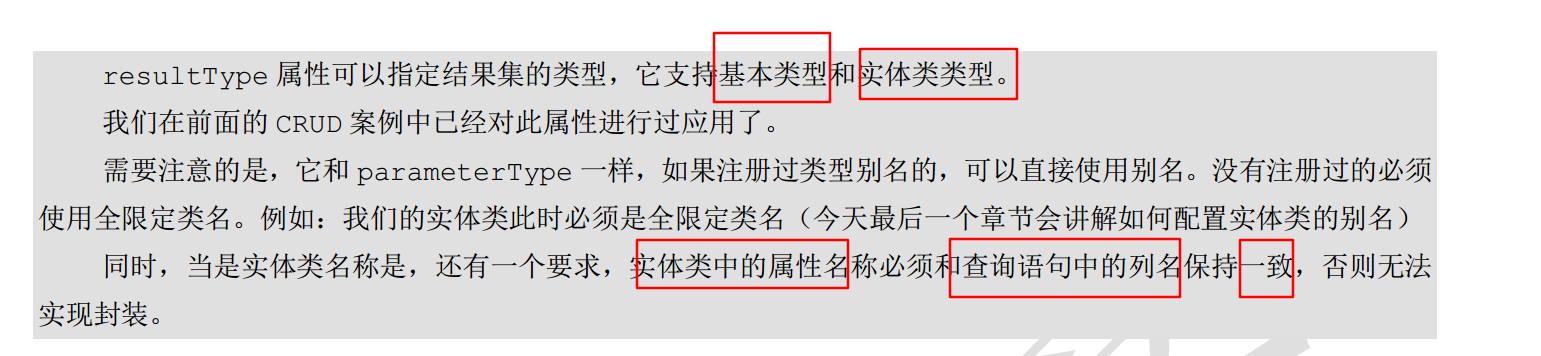 resultType 属性可以指定结果集的类型，它支持基本类型和实体类类型。
我们在前面的 CRUD 案例中已经对此属性进行过应用了。
需要注意的是，它和 parameterType 一样，如果注册过类型别名的，可以直接使用别名。没有注册过的必须
使用全限定类名。例如：我们的实体类此时必须是全限定类名（今天最后一个章节会讲解如何配置实体类的别名）
同时，当是实体类名称是，还有一个要求，实体类中的属性名称必须和查询语句中的列名保持一致，否则无法
实现封装。